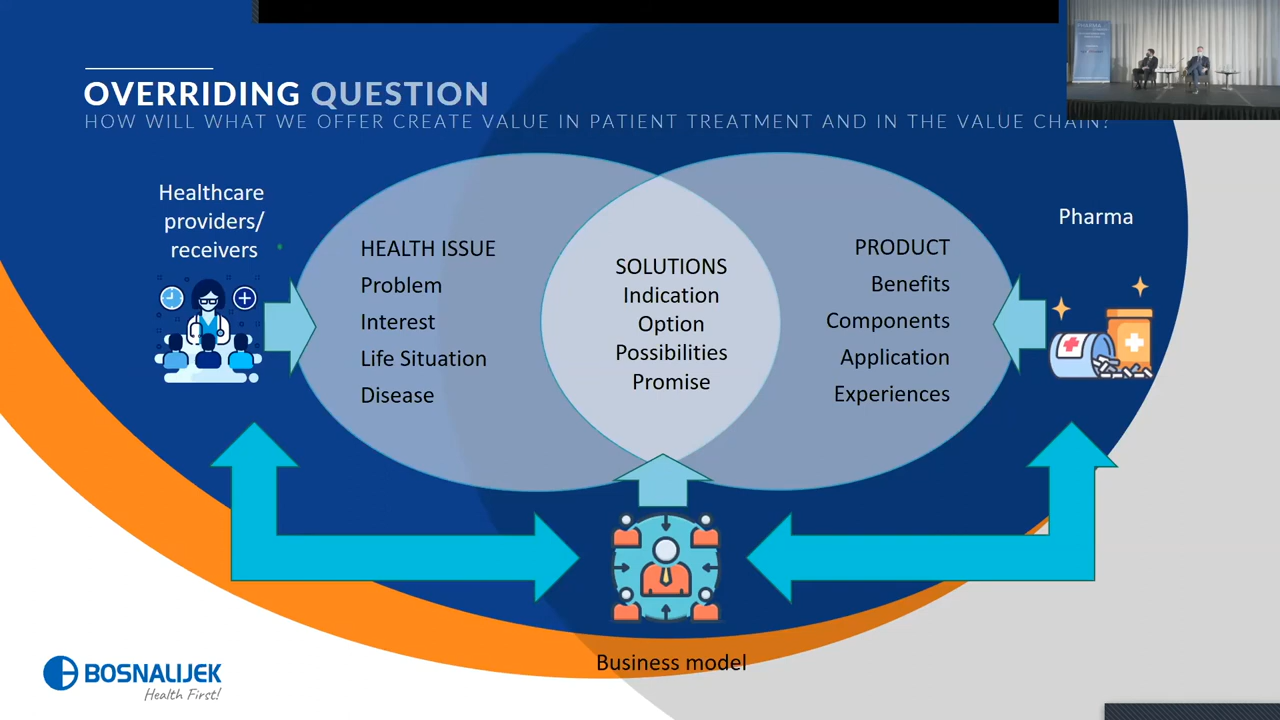 OVERRIDING QUESTION
HOW WILL WHAT WE OFFER CREATE VALUE IN PATIENT TREATMENT AND IN THE VALUE CHAIN?
Healthcare
providers/
receivers
HEALTH ISSUE
Problem
Interest
Life Situation
Disease
SOLUTIONS
Indication
Option
Possibilities
Promise
PRODUCT
Benefits
Components
Application
Experiences
Pharma
Business model
BOSNALIJEK
Health First!